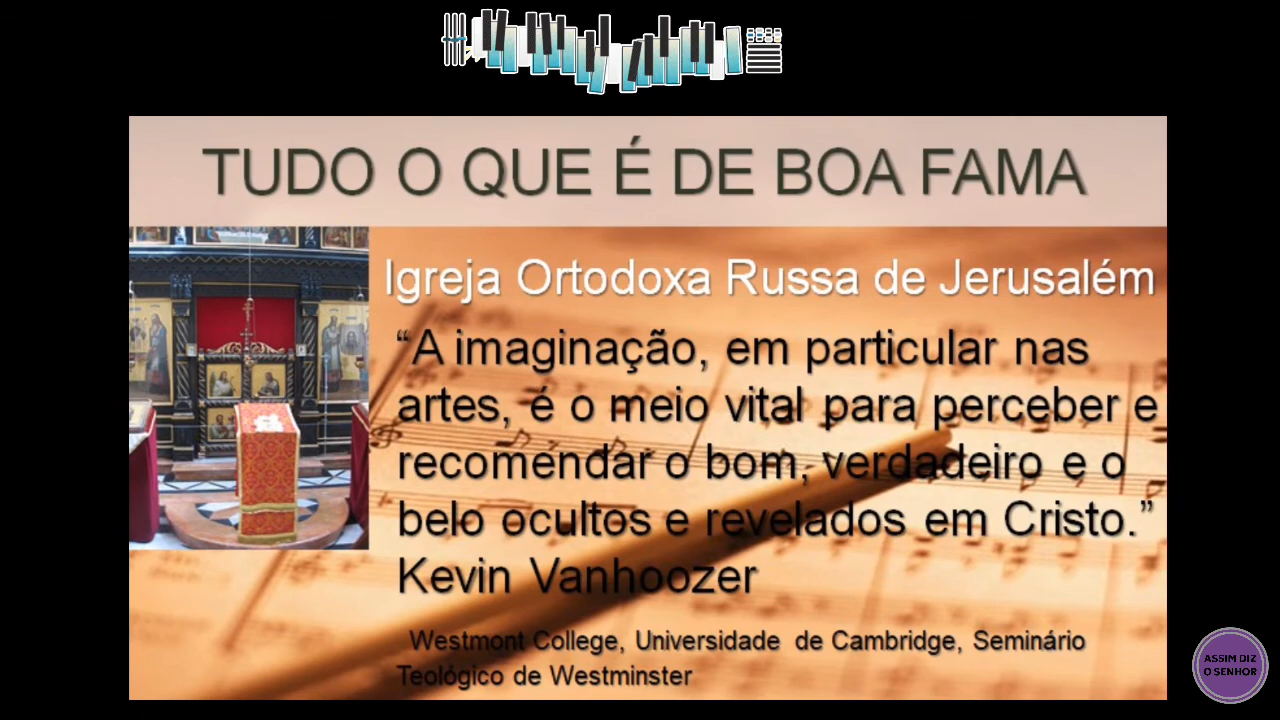 TUDO O QUE É DE BOA FAMA
Igreja Ortodoxa Russa de Jerusalém
“A imaginação, em particular nas
artes, é o meio vital para perceber e
recomendar o bom, verdadeiro e o
belo ocultos e revelados em Cristo.”
Kevin Vanhoozer
Westmont College, Universidade de Cambridge, Seminário
Teológico de Westminster
ASSIM DIZ
O SENHOR